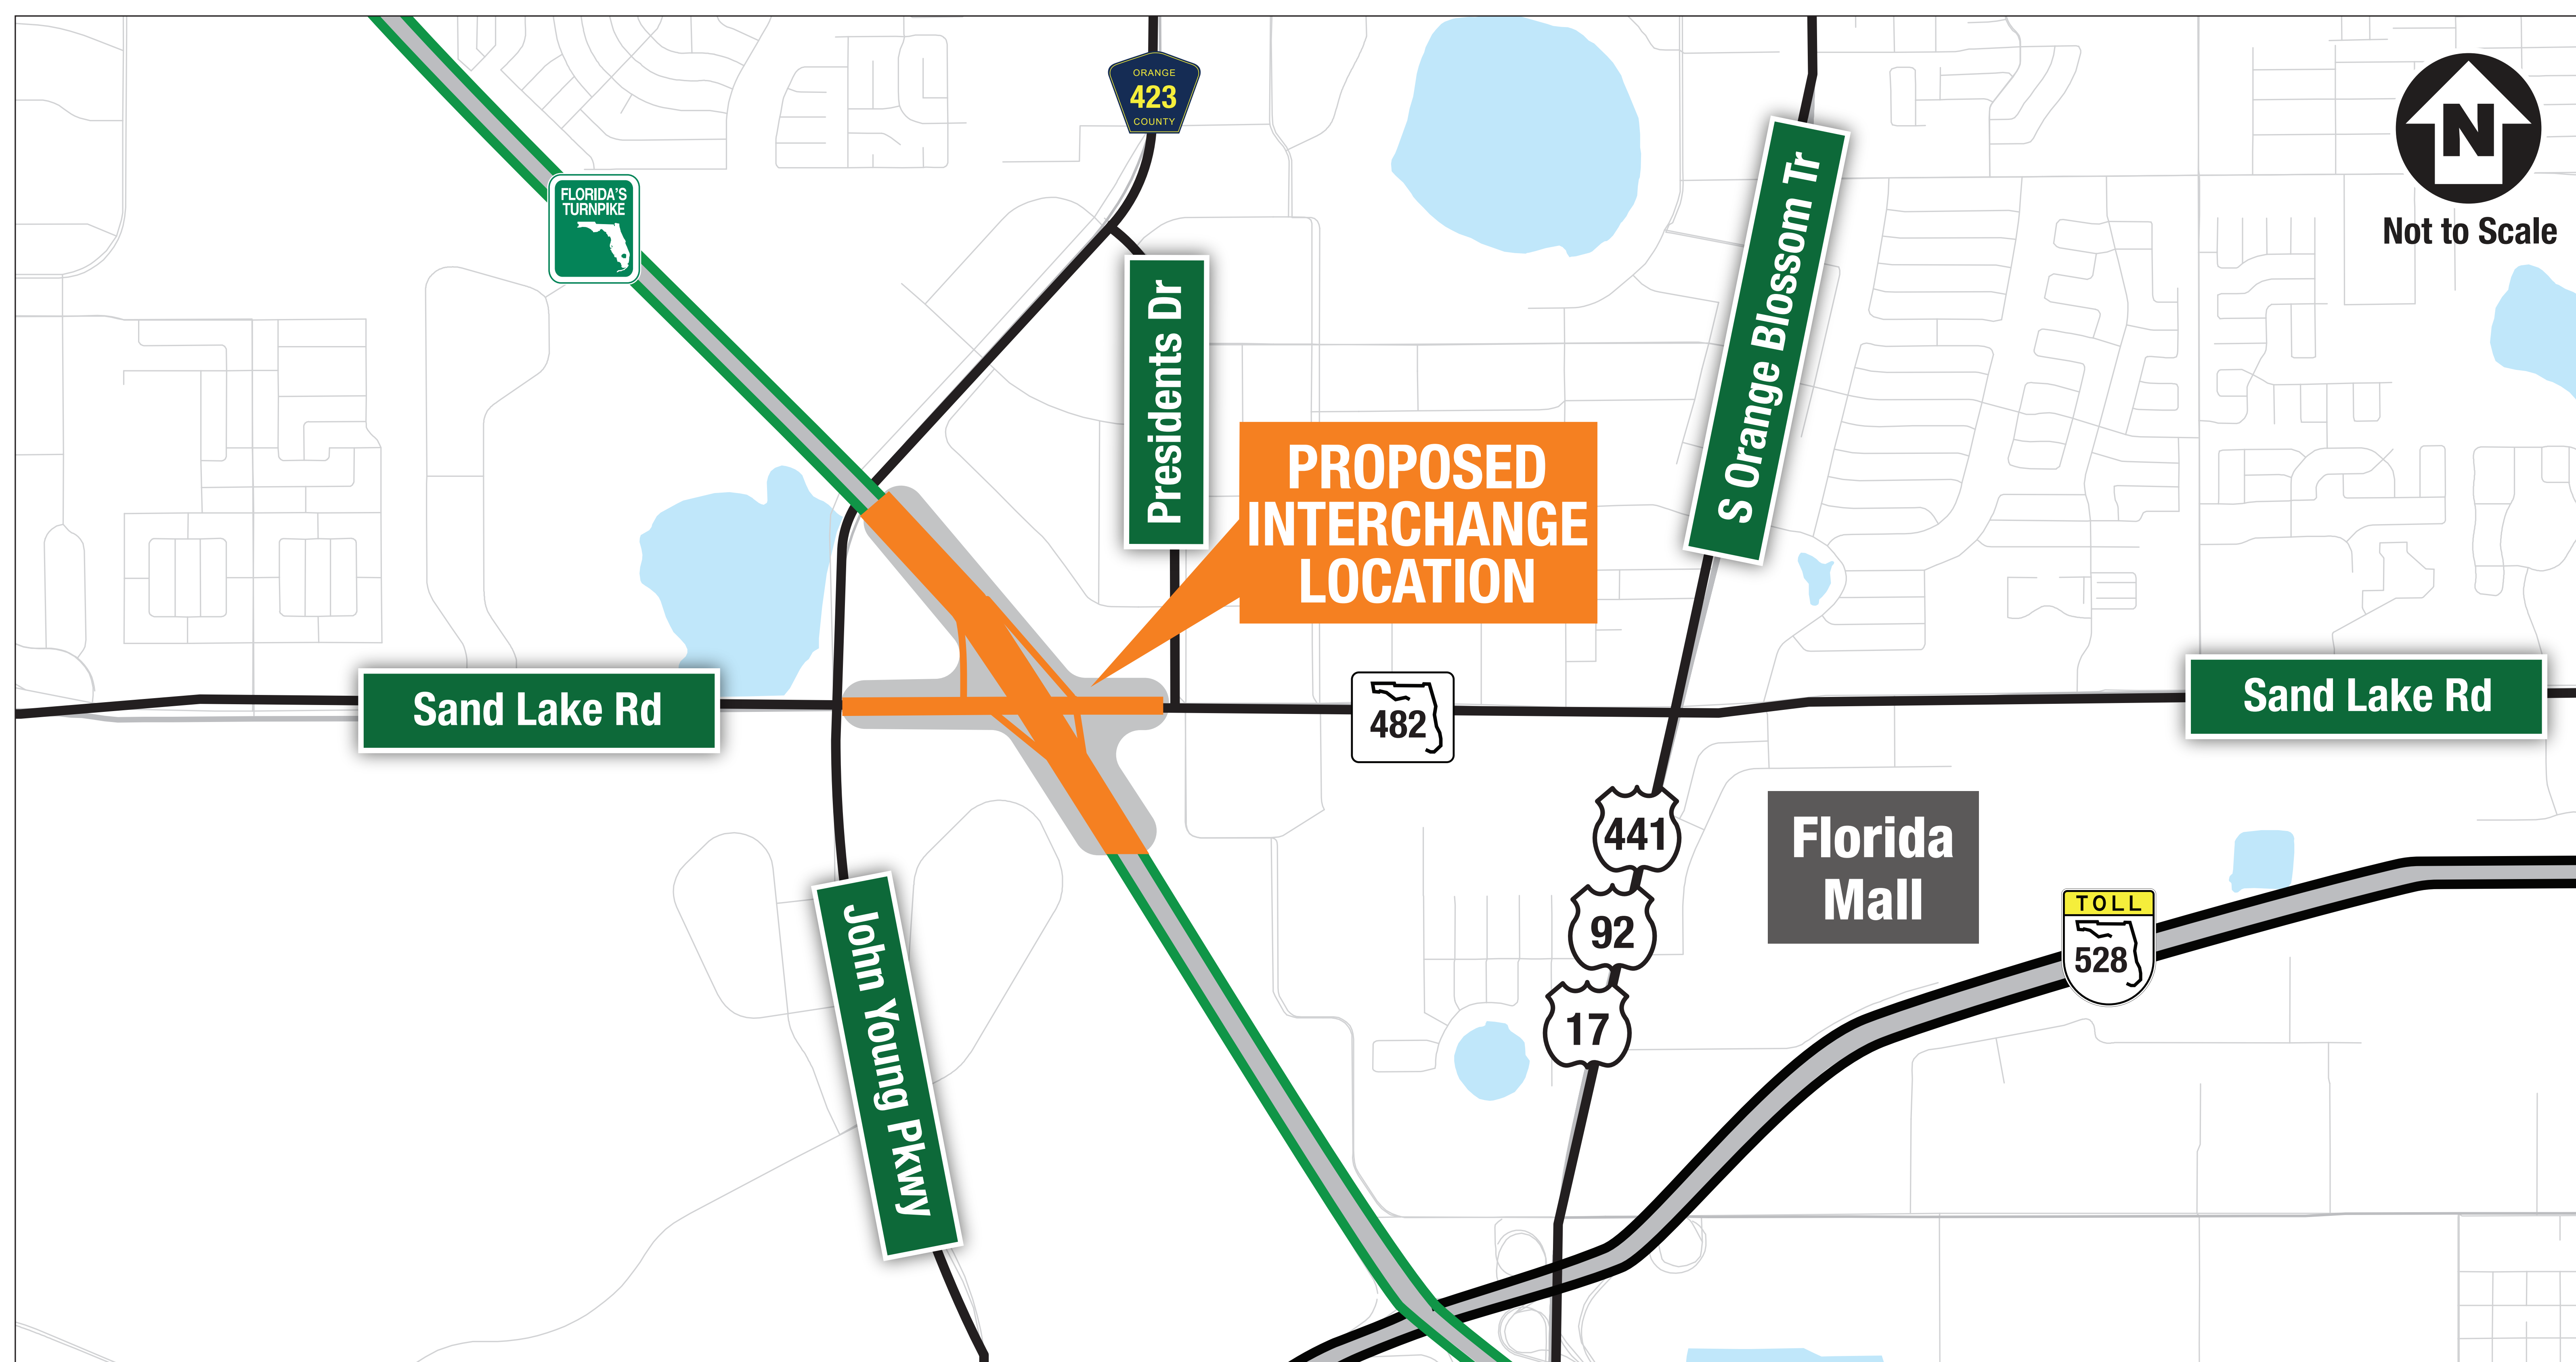 ORANGE
423
COUNTY
N
Not to Scale
FLORIDA'S
TURNPIKE
S Orange Blossom Tr
Presidents Dr
PROPOSED
INTERCHANGE
LOCATION
Sand Lake Rd
482
Sand Lake Rd
441
92
17
Florida
Mall
TOLL
528
John Young Pkwy